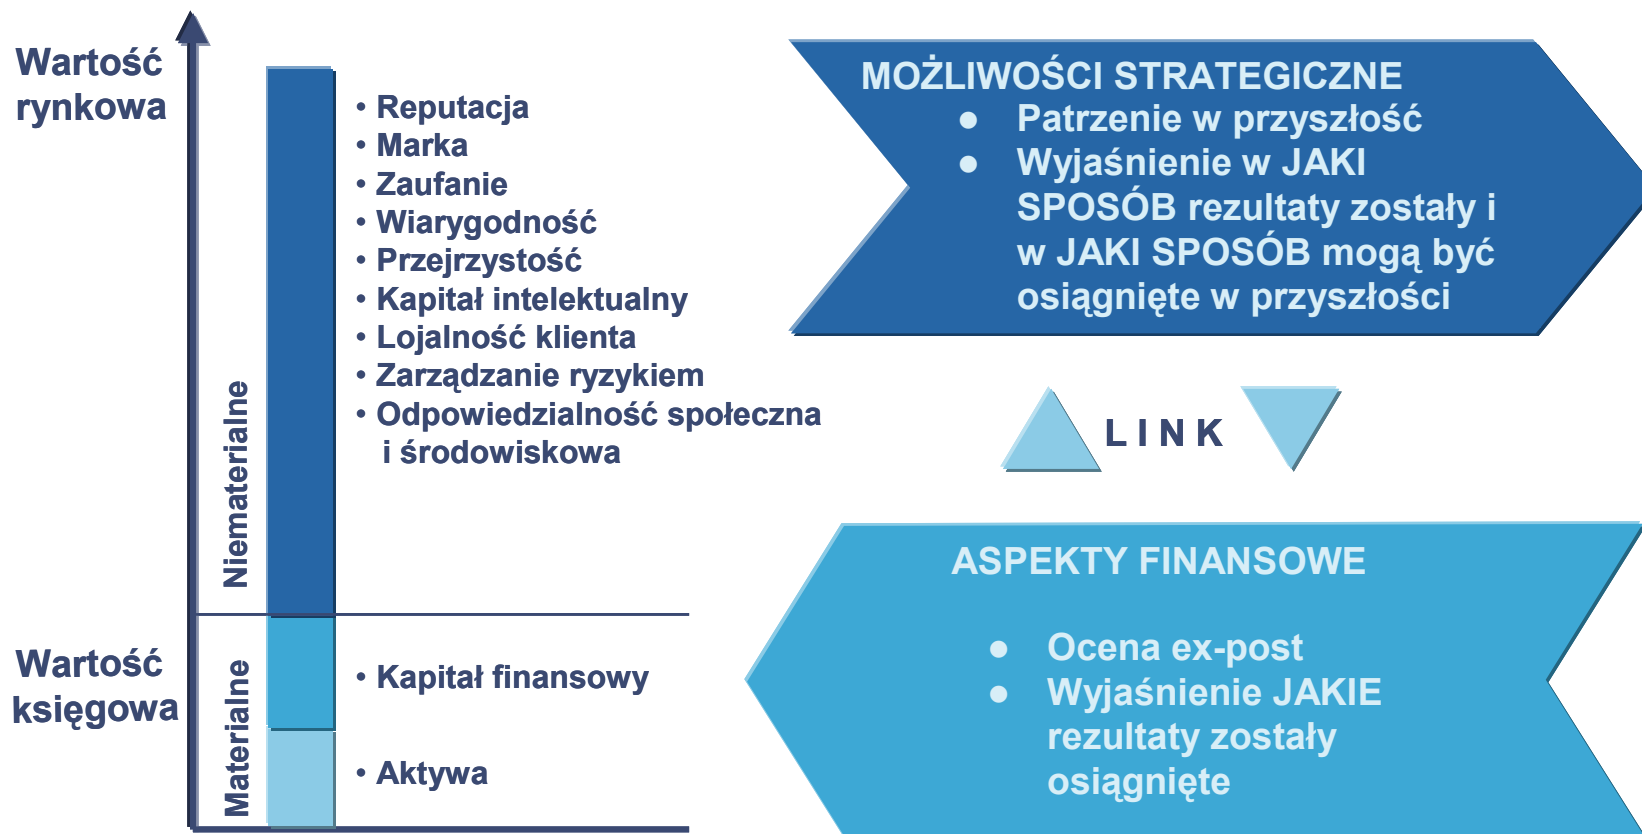 Wartość
rynkowa
• Reputacja
• Marka
• Zaufanie
• Wiarygodność
• Przejrzystość
• Kapitał intelektualny
• Lojalność klienta
• Zarządzanie ryzykiem
• Odpowiedzialność społeczna
i środowiskowa
Niematerialne
Wartość
księgowa
Materialne
• Kapitał finansowy
• Aktywa
MOŻLIWOŚCI STRATEGICZNE
● Patrzenie w przyszłość
● Wyjaśnienie w JAKI
SPOSÓB rezultaty zostały i
w JAKI SPOSÓB mogą być
osiągnięte w przyszłości
LINK
ASPEKTY FINANSOWE
● Ocena ex-post
● Wyjaśnienie JAKIE
rezultaty zostały
osiągnięte